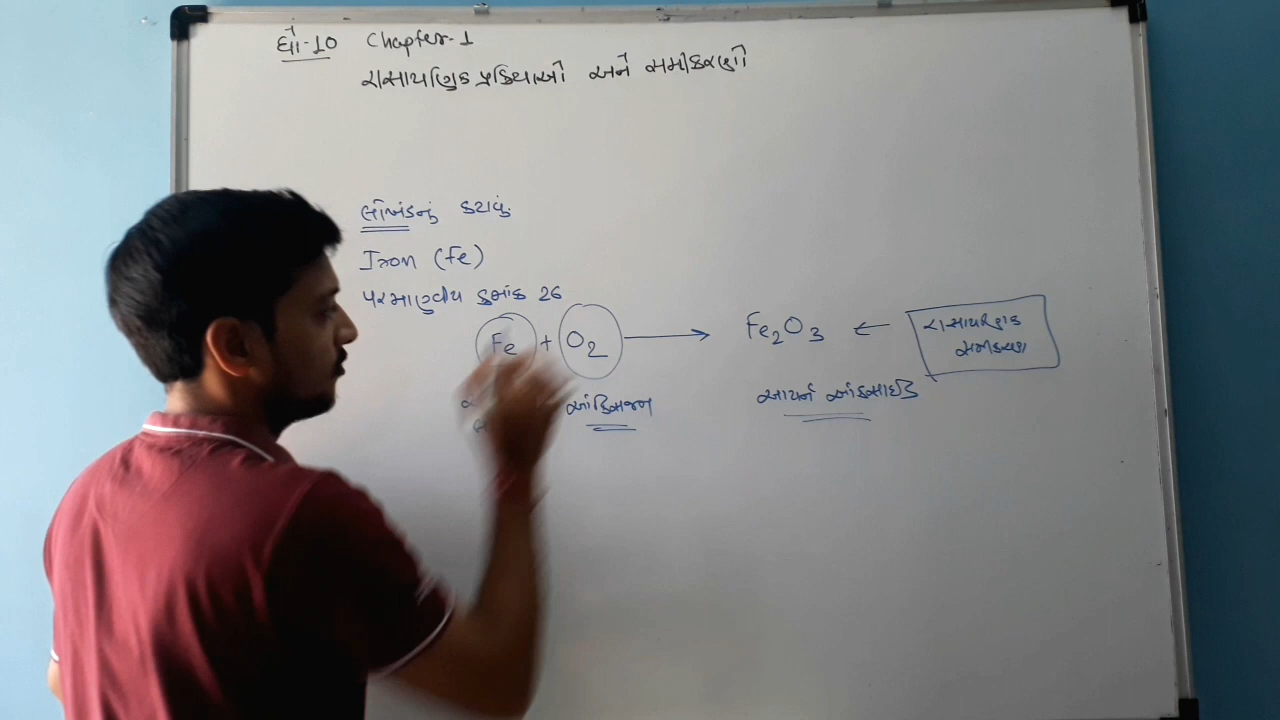 ધો-10 Chapter-1
રાસાયણિક પ્રક્રિયાઓ અને સમીકરણો
લોખંડનું કટાવું
Iron (Fe)
પરમાણ્વીય ક્રમાંક 26
Fe + O₂ ⟶ Fe₂O₃ ← રાસાયણિક
સમીકરણ
ઑક્સિજન આયર્ન ઑક્સાઈડ